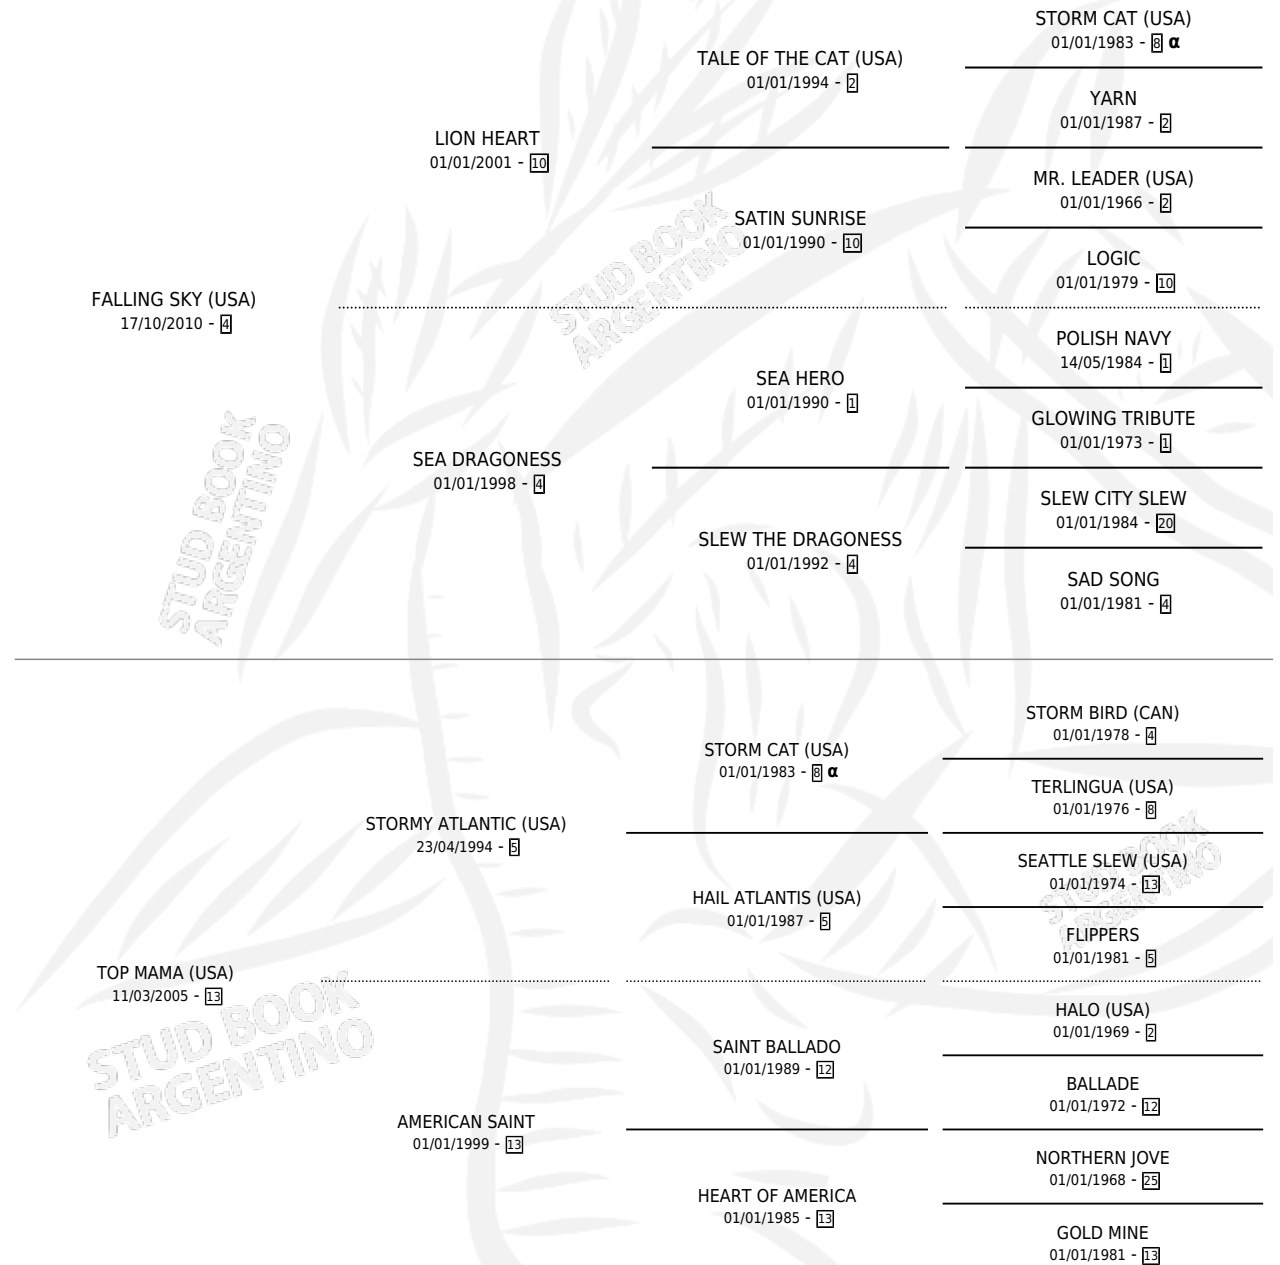 STORM CAT (USA)
01/01/1983 - 8 α
TALE OF THE CAT (USA)
01/01/1994 - 2
YARN
01/01/1987 - 2
LION HEART
01/01/2001 - 10
MR. LEADER (USA)
01/01/1966 - 2
SATIN SUNRISE
01/01/1990 - 10
LOGIC
01/01/1979 - 10
FALLING SKY (USA)
17/10/2010 - 4
POLISH NAVY
14/05/1984 - 1
SEA HERO
01/01/1990 - 1
GLOWING TRIBUTE
01/01/1973 - 1
SEA DRAGONESS
01/01/1998 - 4
SLEW CITY SLEW
01/01/1984 - 20
SLEW THE DRAGONESS
01/01/1992 - 4
SAD SONG
01/01/1981 - 4
STORM BIRD (CAN)
01/01/1978 - 4
STORM CAT (USA)
01/01/1983 - 8 α
TERLINGUA (USA)
01/01/1976 - 8
STORMY ATLANTIC (USA)
23/04/1994 - 5
SEATTLE SLEW (USA)
01/01/1974 - 13
HAIL ATLANTIS (USA)
01/01/1987 - 5
FLIPPERS
01/01/1981 - 5
TOP MAMA (USA)
11/03/2005 - 13
HALO (USA)
01/01/1969 - 2
SAINT BALLADO
01/01/1989 - 12
BALLADE
01/01/1972 - 12
AMERICAN SAINT
01/01/1999 - 13
NORTHERN JOVE
01/01/1968 - 25
HEART OF AMERICA
01/01/1985 - 13
GOLD MINE
01/01/1981 - 13
STUD BOOK
ARGENTINO
STUD BOOK
ARGENTINO
STUD BOOK
ARGENTINO
STUD BOOK
ARGENTINO